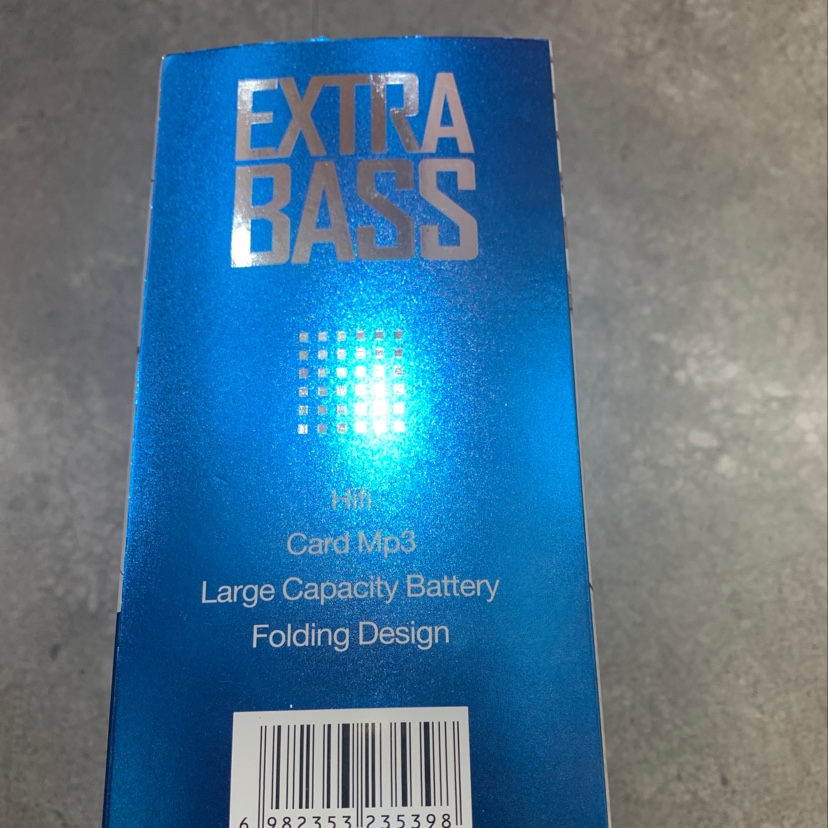 EXTRA
BASS
Hifi
Card Mp3
Large Capacity Battery
Folding Design
6 982353 235398